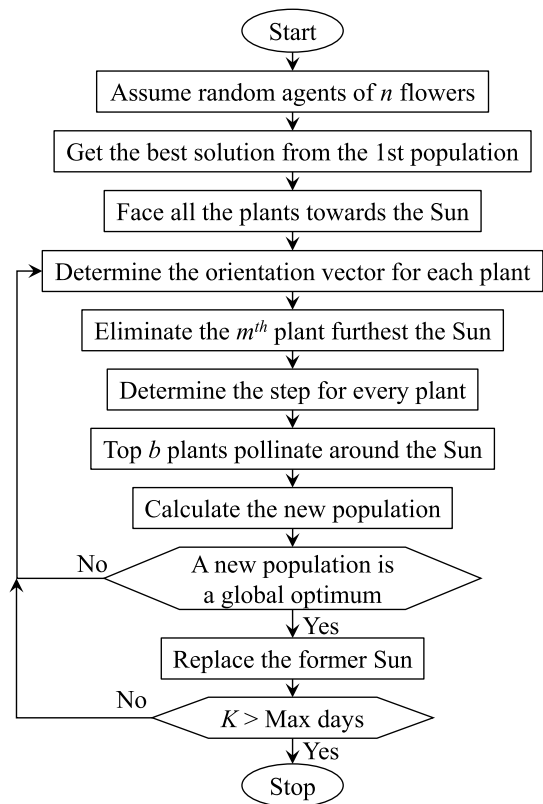 Start
Assume random agents of n flowers
Get the best solution from the 1st population
Face all the plants towards the Sun
Determine the orientation vector for each plant
Eliminate the mth plant furthest the Sun
Determine the step for every plant
Top b plants pollinate around the Sun
Calculate the new population
No
A new population is
a global optimum
Yes
Replace the former Sun
No
K > Max days
Yes
Stop